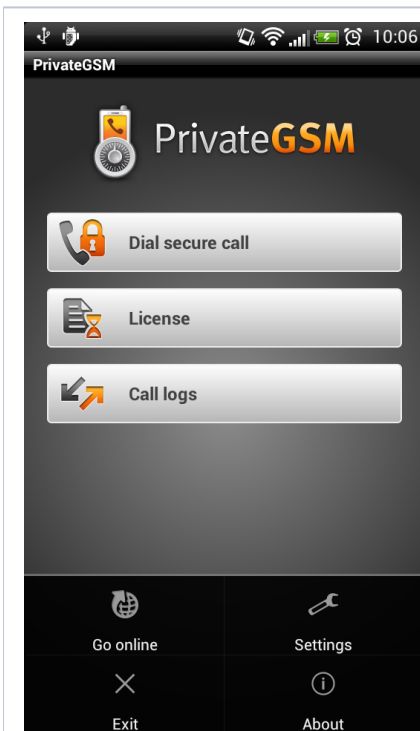 10:06
PrivateGSM
PrivateGSM
Dial secure call
License
Call logs
Go online
Settings
Exit
About